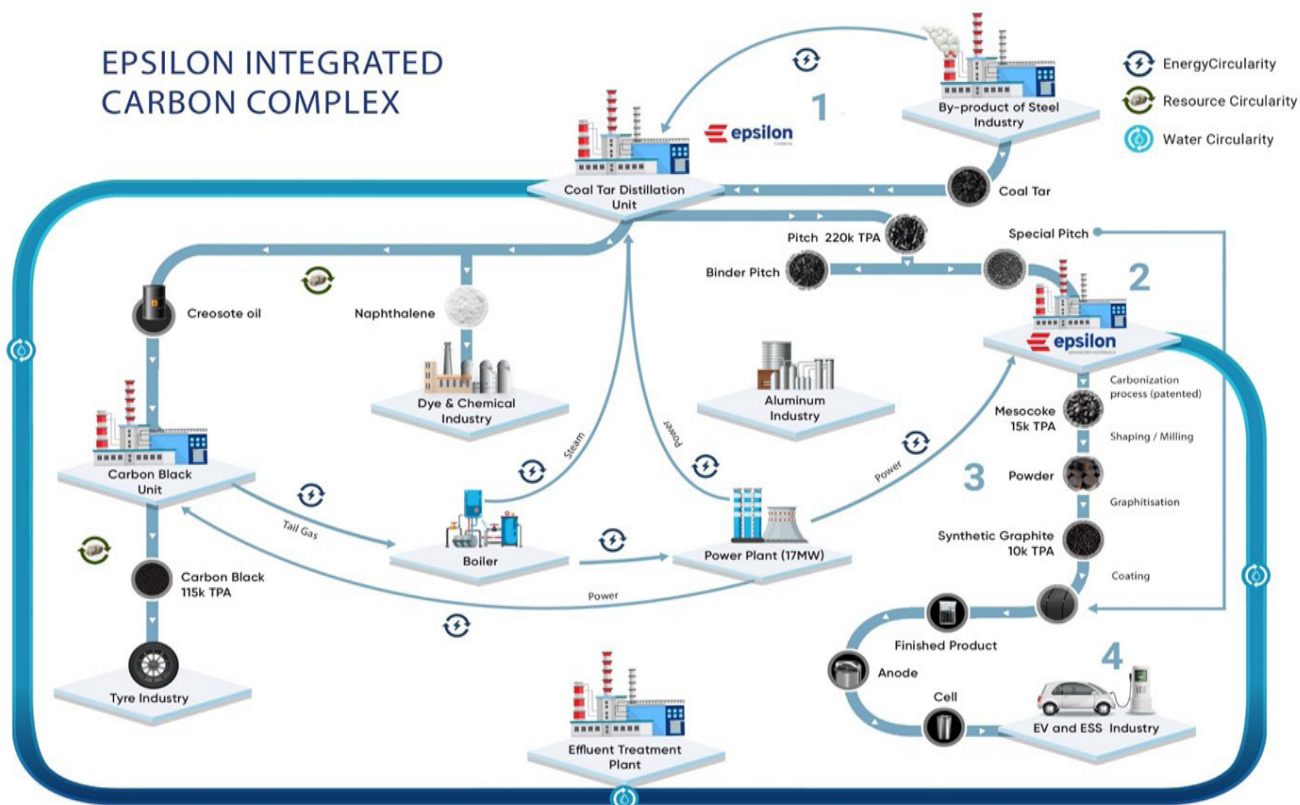 EPSILON INTEGRATED
CARBON COMPLEX
EnergyCircularity
Resource Circularity
Water Circularity
1
By-product of Steel
Industry
epsilon
CARBON
Coal Tar Distillation
Unit
Coal Tar
Pitch 220k TPA
Special Pitch
Binder Pitch
2
Creosote oil
Naphthalene
epsilon
ADVANCED MATERIALS
Dye & Chemical
Industry
Aluminum
Industry
Carbonization
process (patented)
Mesocoke
15k TPA
Shaping / Milling
Steam
Power
Power
Carbon Black
Unit
3
Powder
Graphitisation
Tail Gas
Boiler
Power Plant (17MW)
Synthetic Graphite
10k TPA
Coating
Carbon Black
115k TPA
Power
Finished Product
Anode
4
Cell
Tyre Industry
EV and ESS Industry
Effluent Treatment
Plant